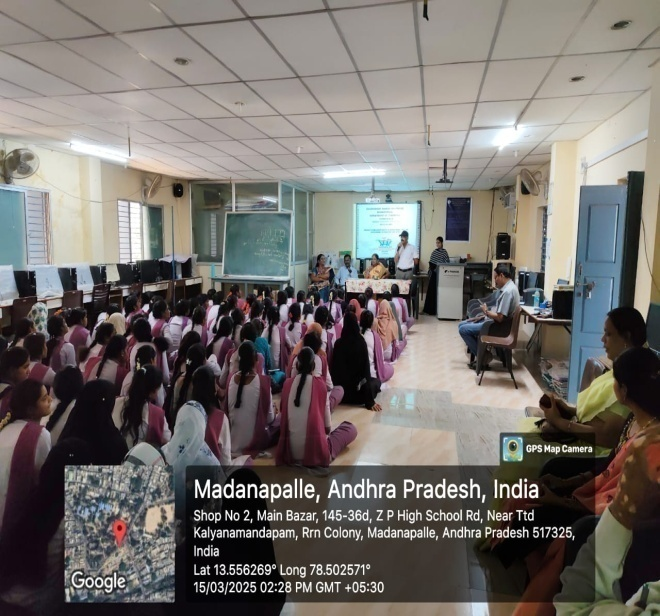 GPS Map Camera
Madanapalle, Andhra Pradesh, India
Shop No 2, Main Bazar, 145-36d, Z P High School Rd, Near Ttd
Kalyanamandapam, Rrn Colony, Madanapalle, Andhra Pradesh 517325,
India
Lat 13.556269° Long 78.502571°
15/03/2025 02:28 PM GMT +05:30
Google